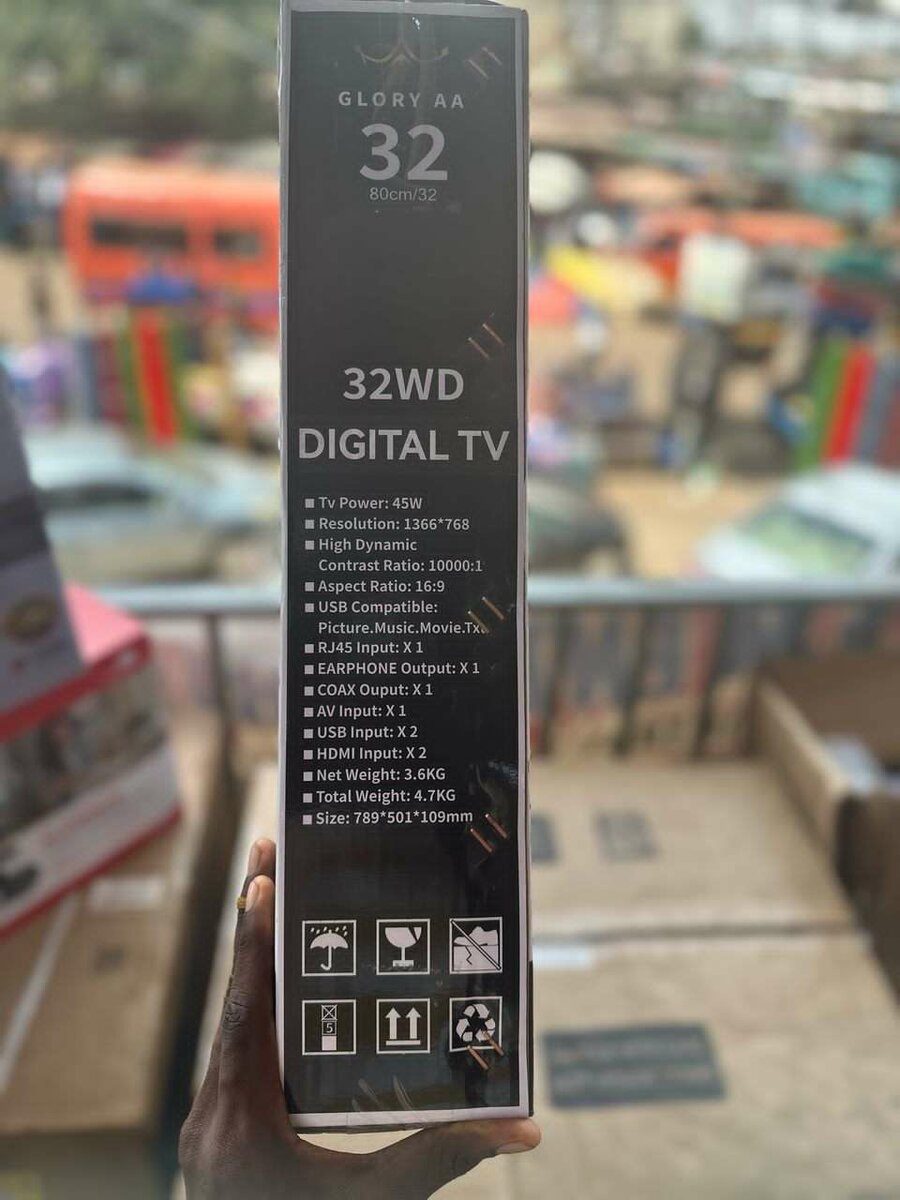 GLORY AA
32
80cm/32
32WD
DIGITAL TV
Tv Power: 45W
Resolution: 1366*768
High Dynamic
Contrast Ratio: 10000:1
Aspect Ratio: 16:9
USB Compatible:
Picture.Music.Movie.Txt
RJ45 Input: X 1
EARPHONE Output: X 1
COAX Ouput: X 1
AV Input: X 1
USB Input: X 2
HDMI Input: X 2
Net Weight: 3.6KG
Total Weight: 4.7KG
Size: 789*501*109mm
5